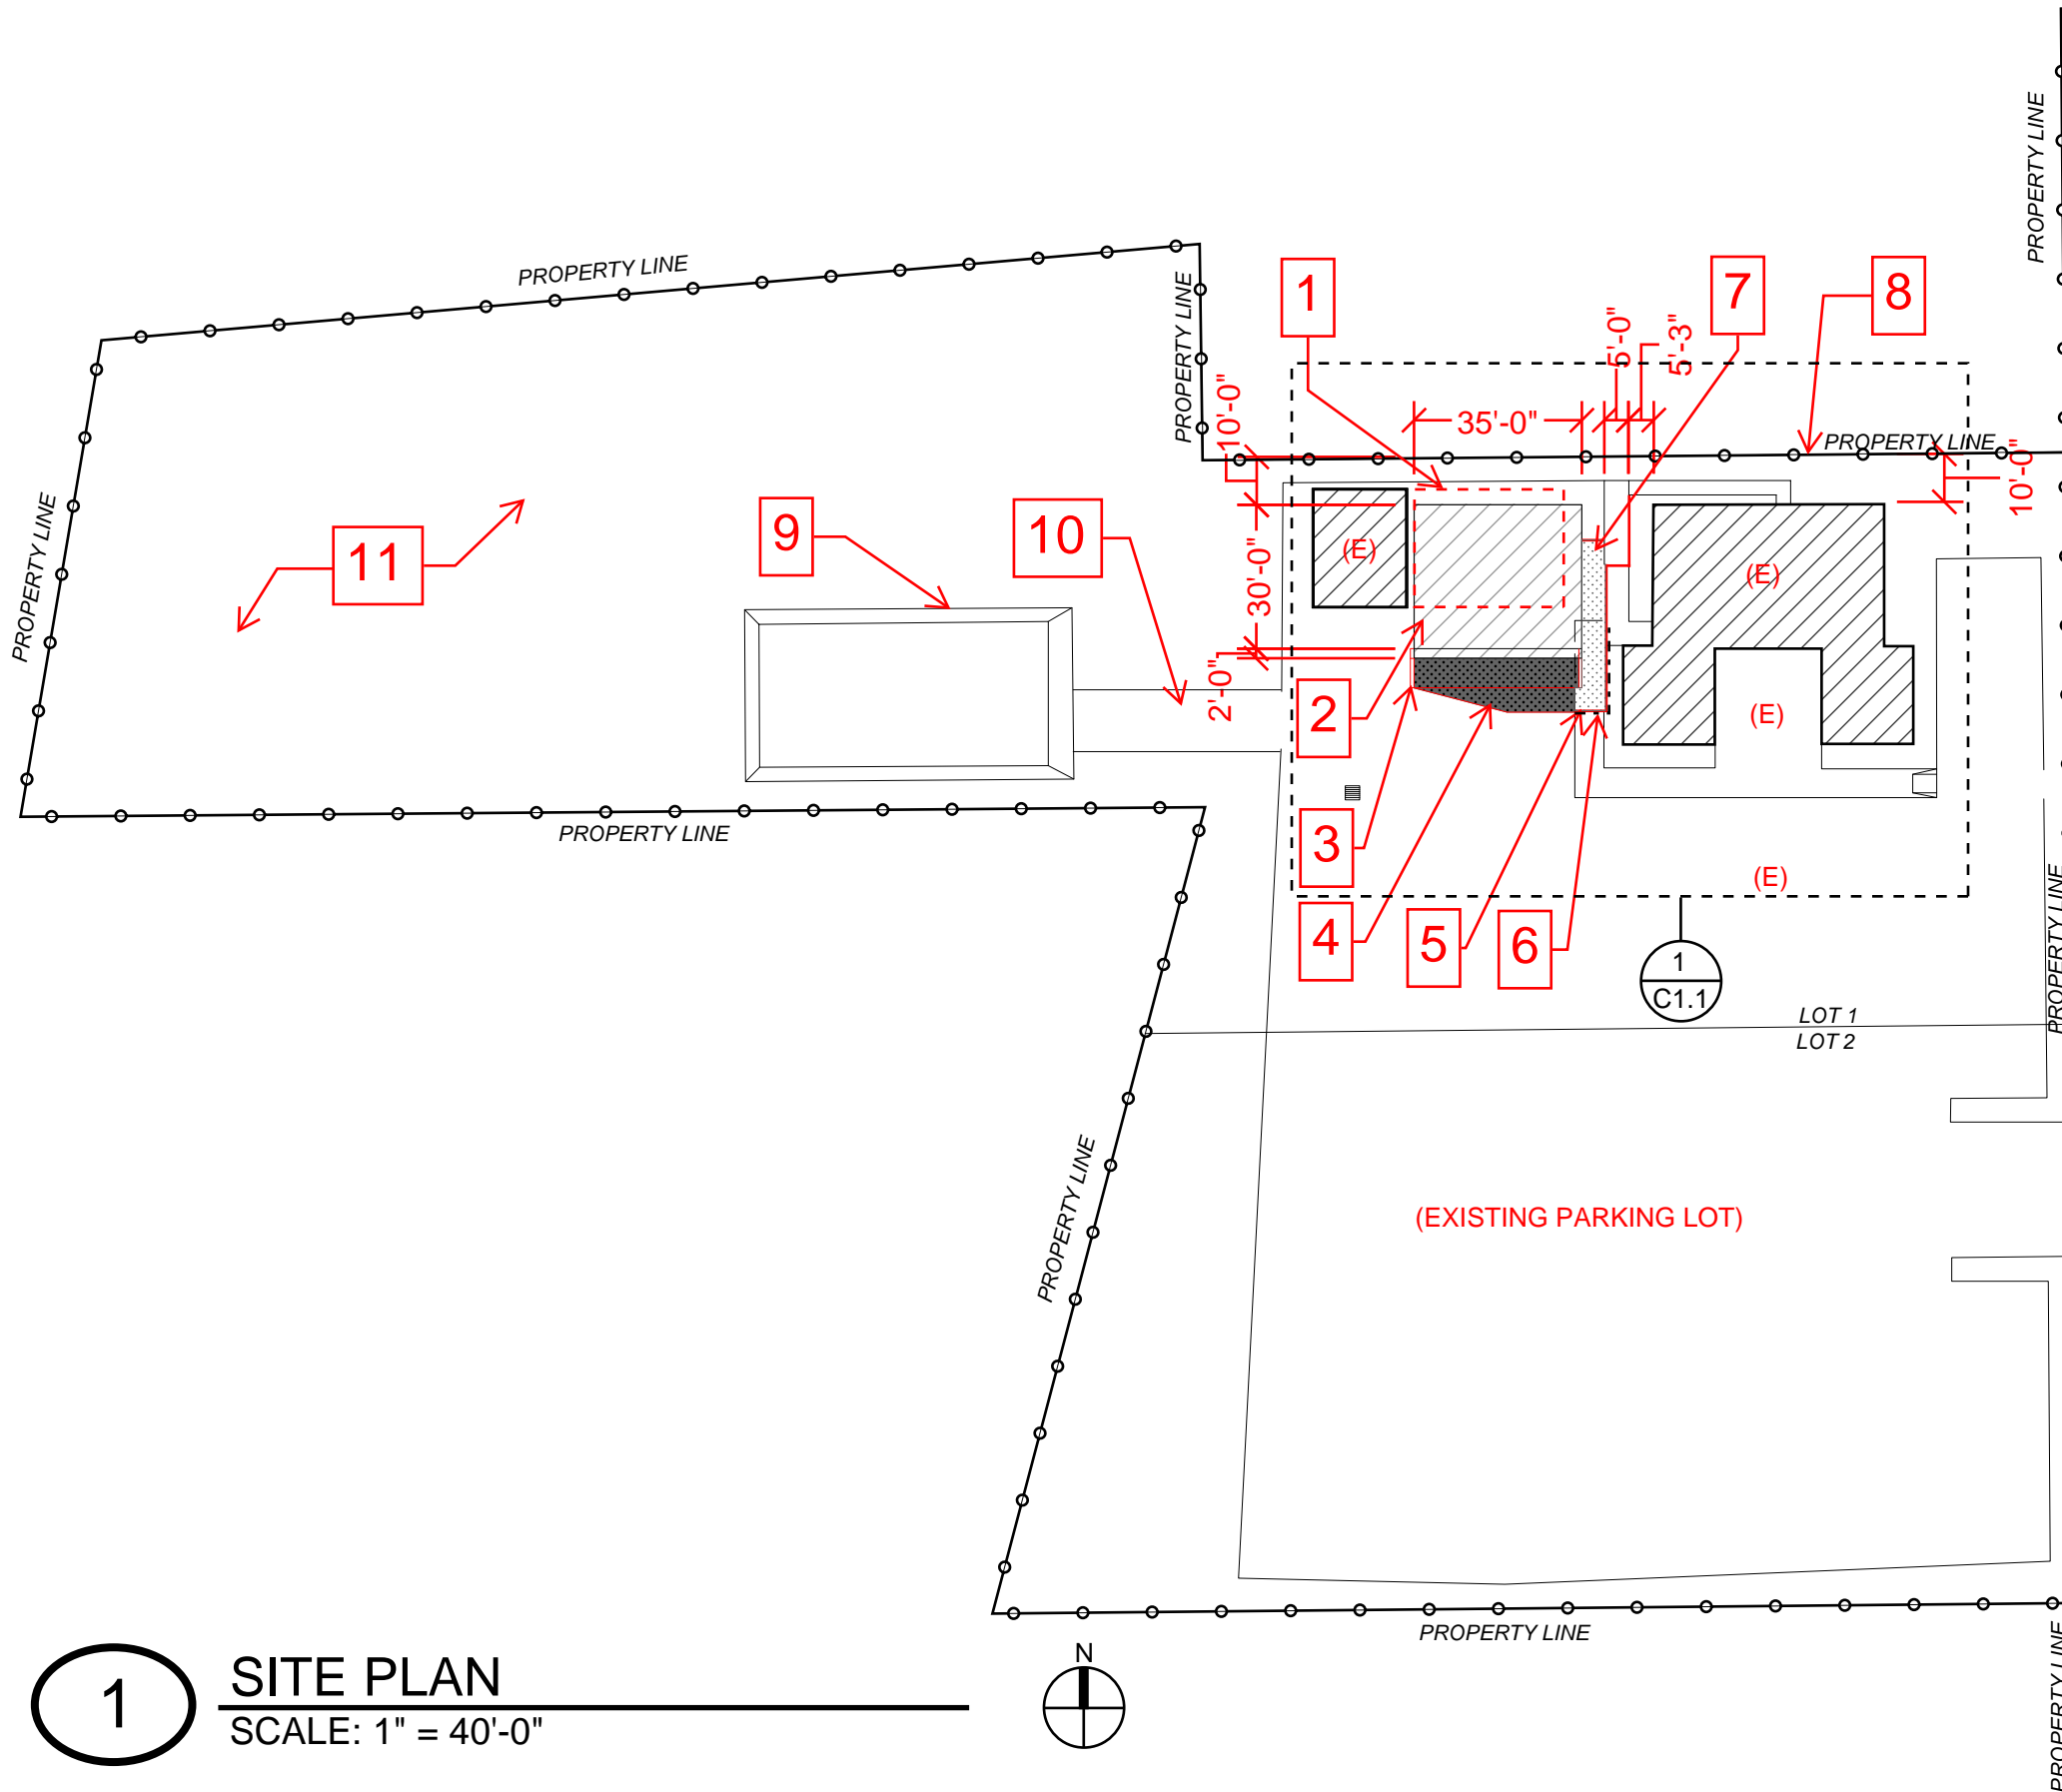 PROPERTY LINE
PROPERTY LINE
PROPERTY LINE
1
7
8
5'-0"
5'-3"
10'-0"
35'-0"
PROPERTY LINE
10'-0"
PROPERTY LINE
11
9
10
(E)
(E)
30'-0"
2'-0"
2
(E)
PROPERTY LINE
3
(E)
PROPERTY LINE
4
5
6
1
C1.1
LOT 1
LOT 2
PROPERTY LINE
(EXISTING PARKING LOT)
PROPERTY LINE
PROPERTY LINE
1
SITE PLAN
SCALE: 1" = 40'-0"
N